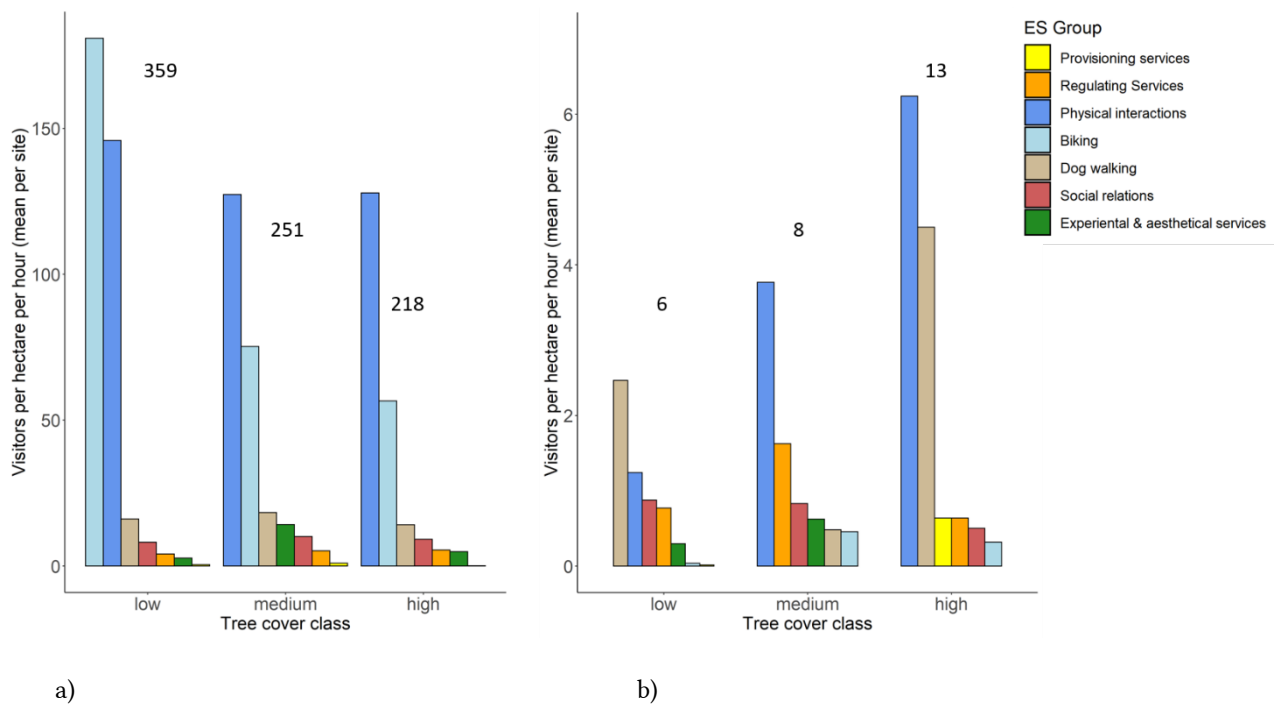 Visitors per hectare per hour (mean per site)
150
100
50
0
359
251
218
low medium high
Tree cover class
a)
Visitors per hectare per hour (mean per site)
6
4
2
0
6
8
13
low medium high
Tree cover class
b)
ES Group
Provisioning services
Regulating Services
Physical interactions
Biking
Dog walking
Social relations
Experiental & aesthetical services